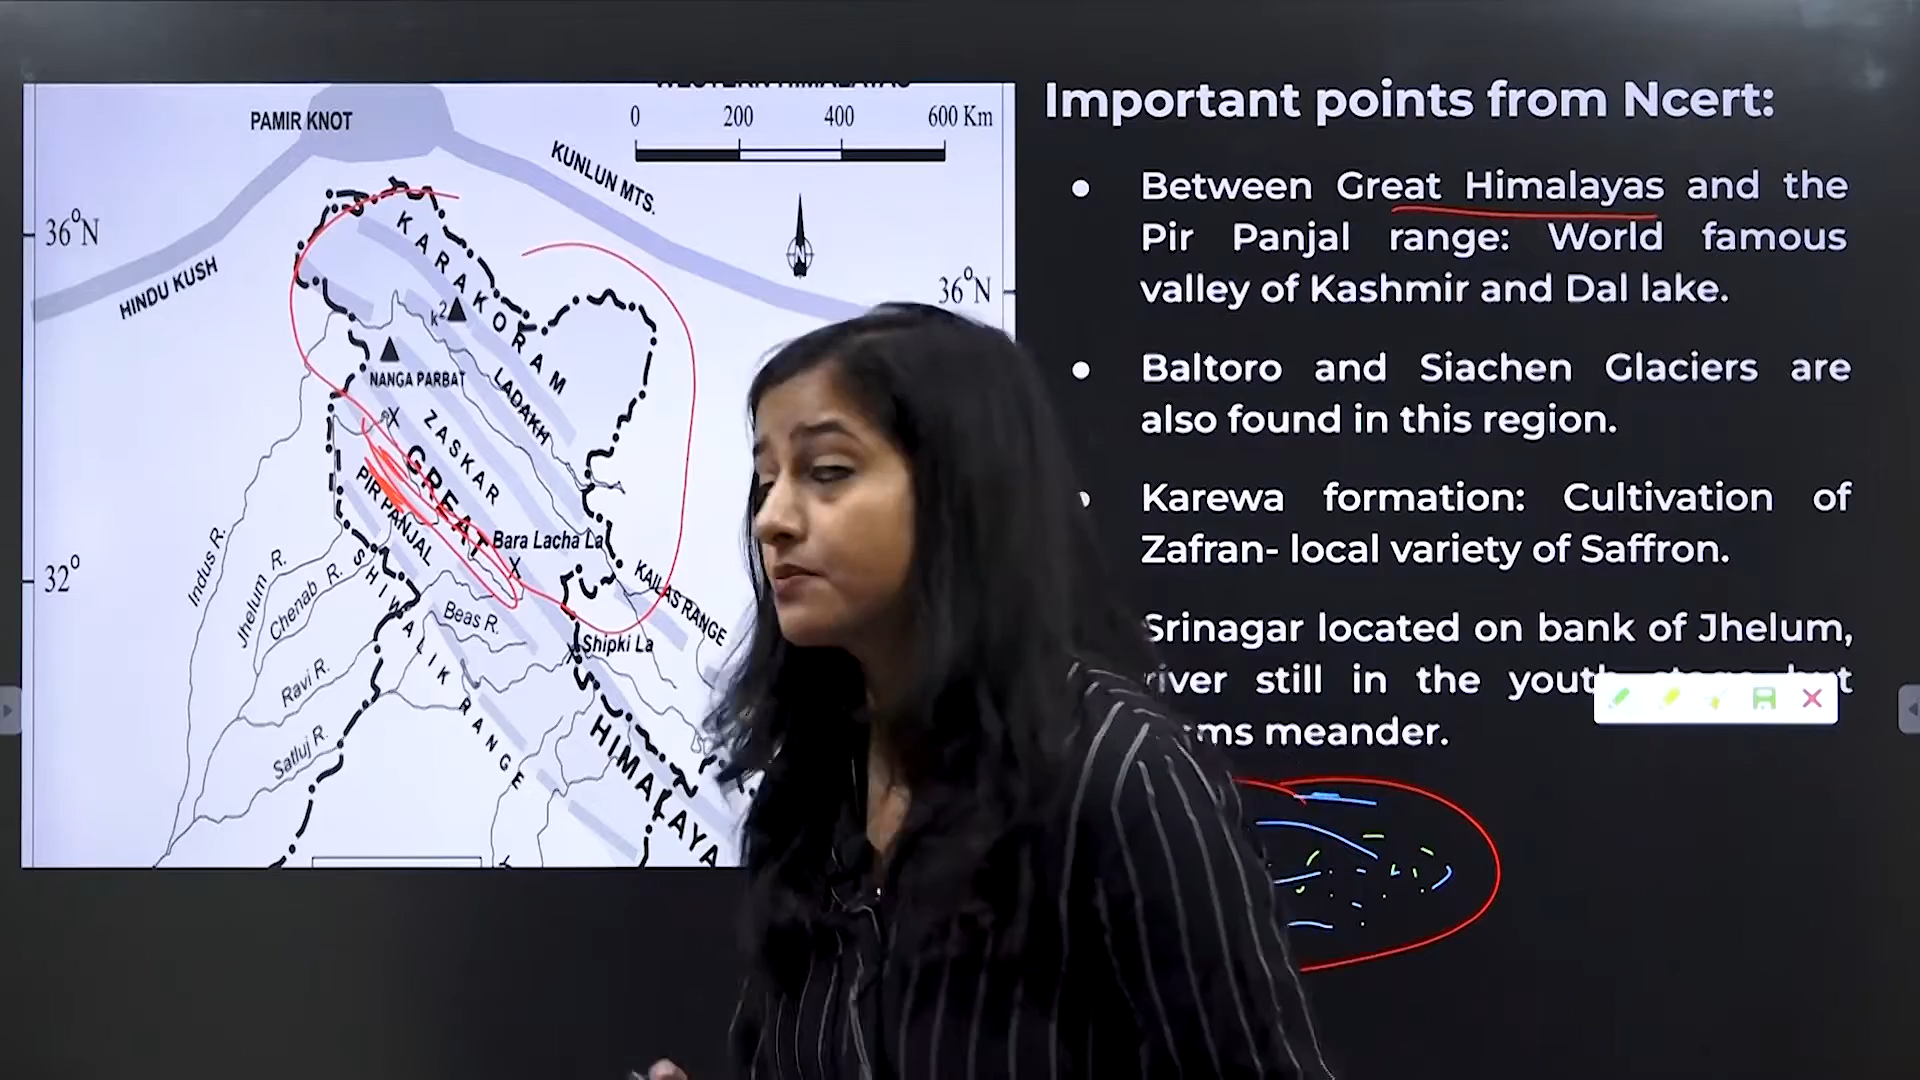 WESTERN HIMALAYAS
PAMIR KNOT
0 200 400 600 Km
KUNLUN MTS.
36°N
HINDU KUSH
KARAKORAM
36°N
k2
NANGA PARBAT
LADAKH
ZASKAR
GREAT
PIR PANJAL
Bara Lacha La
32°
Indus R.
Jhelum R.
Chenab R.
SHIWALIK RANGE
Beas R.
KAILAS RANGE
Shipki La
Ravi R.
Satluj R.
HIMALAYA
Important points from Ncert:
• Between Great Himalayas and the
Pir Panjal range: World famous
valley of Kashmir and Dal lake.
• Baltoro and Siachen Glaciers are
also found in this region.
• Karewa formation: Cultivation of
Zafran- local variety of Saffron.
Srinagar located on bank of Jhelum,
river still in the youth stage but
meander.